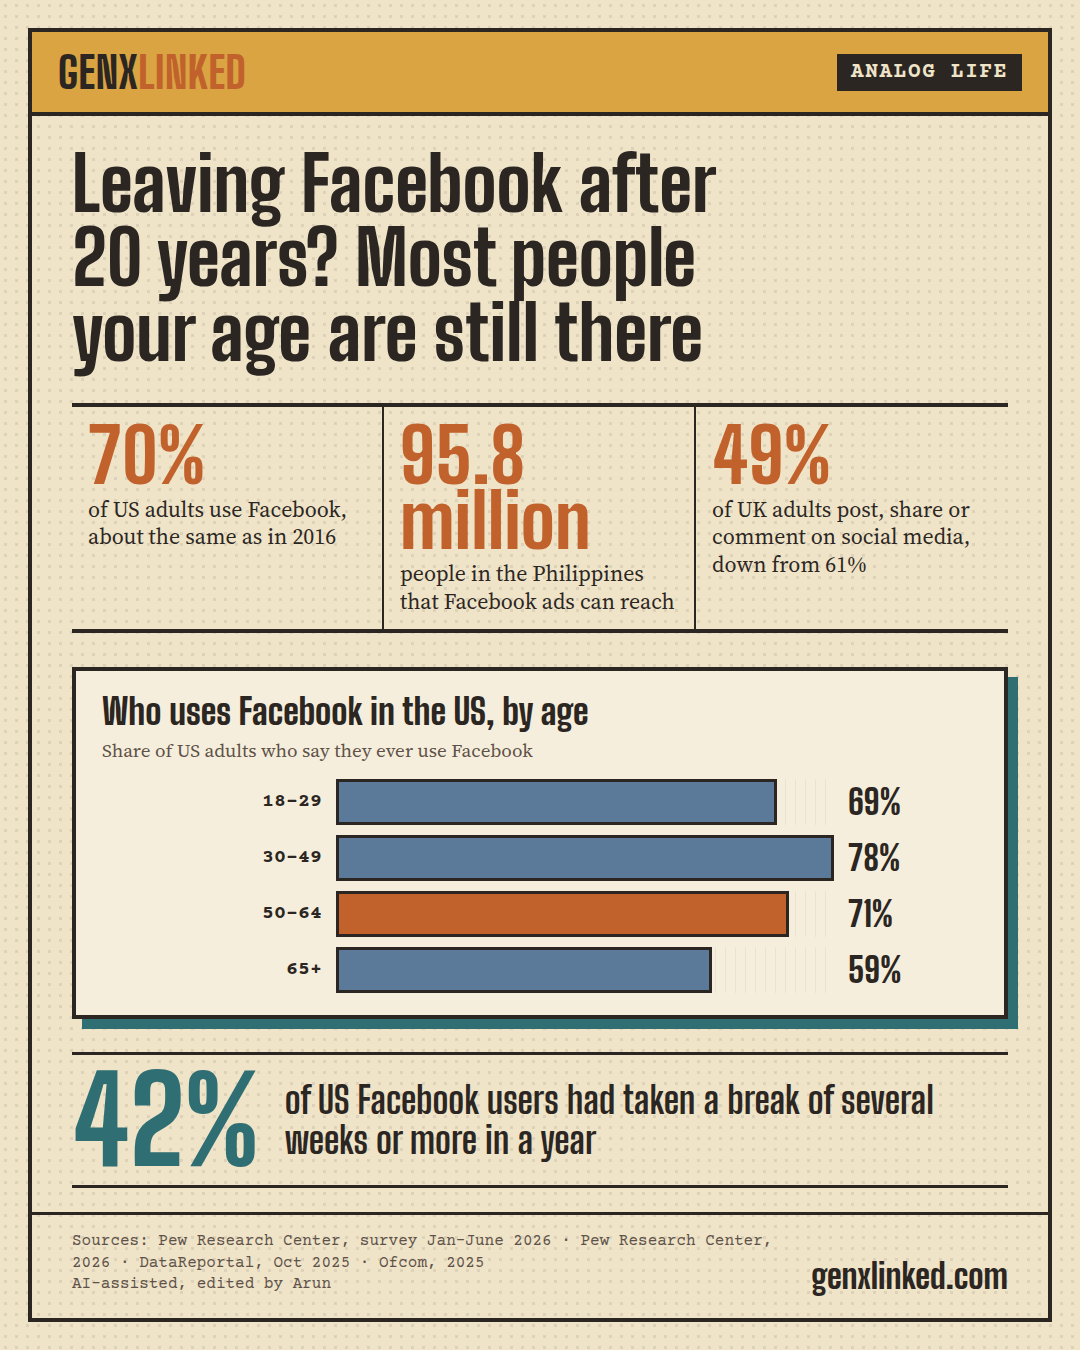 GENXLINKED
ANALOG LIFE
Leaving Facebook after
20 years? Most people
your age are still there
70%
of US adults use Facebook,
about the same as in 2016
95.8
million
people in the Philippines
that Facebook ads can reach
49%
of UK adults post, share or
comment on social media,
down from 61%
Who uses Facebook in the US, by age
Share of US adults who say they ever use Facebook
18–29 69%
30–49 78%
50–64 71%
65+ 59%
42%
of US Facebook users had taken a break of several
weeks or more in a year
Sources: Pew Research Center, survey Jan–June 2026 · Pew Research Center,
2026 · DataReportal, Oct 2025 · Ofcom, 2025
AI-assisted, edited by Arun
genxlinked.com